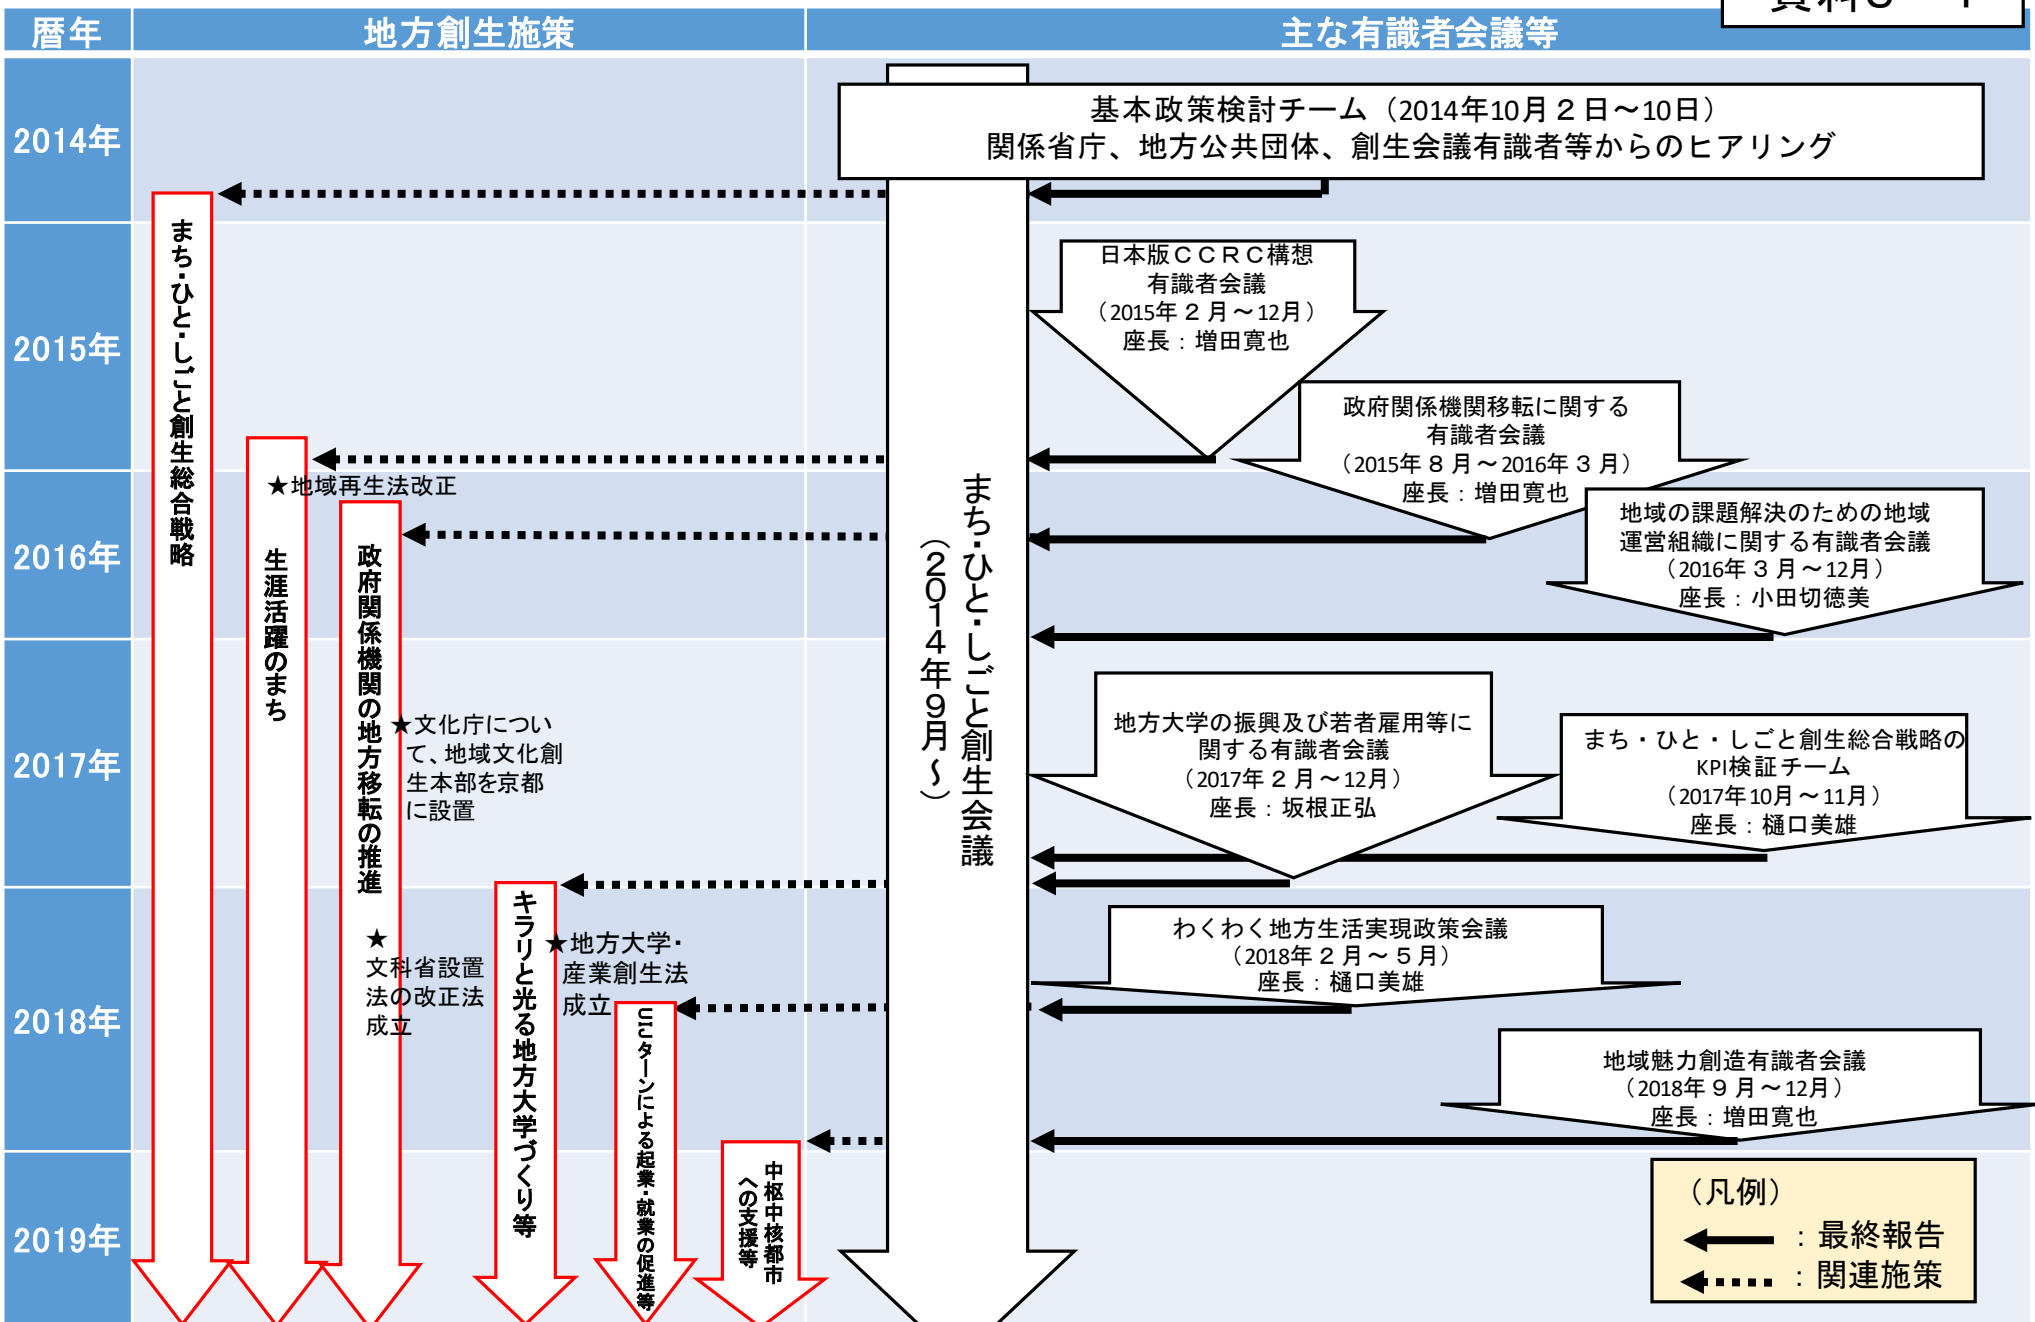 暦年
地方創生施策
主な有識者会議等
2014年
基本政策検討チーム（2014年10月２日～10日）
関係省庁、地方公共団体、創生会議有識者等からのヒアリング
まち・ひと・しごと創生総合戦略
2015年
日本版ＣＣＲＣ構想
有識者会議
（2015年２月～12月）
座長：増田寛也
政府関係機関移転に関する
有識者会議
（2015年８月～2016年３月）
座長：増田寛也
★地域再生法改正
2016年
生涯活躍のまち
政府関係機関の地方移転の推進
まち・ひと・しごと創生会議
（２０１４年９月～）
地域の課題解決のための地域
運営組織に関する有識者会議
（2016年３月～12月）
座長：小田切徳美
2017年
★文化庁につい
て、地域文化創
生本部を京都
に設置
地方大学の振興及び若者雇用等に
関する有識者会議
（2017年２月～12月）
座長：坂根正弘
まち・ひと・しごと創生総合戦略の
KPI検証チーム
（2017年10月～11月）
座長：樋口美雄
2018年
★
文科省設置
法の改正法
成立
キラリと光る地方大学づくり等
★地方大学・
産業創生法
成立
UIJターンによる起業・就業の促進等
わくわく地方生活実現政策会議
（2018年２月～５月）
座長：樋口美雄
地域魅力創造有識者会議
（2018年９月～12月）
座長：増田寛也
2019年
中枢中核都市
への支援等
（凡例）
：最終報告
：関連施策